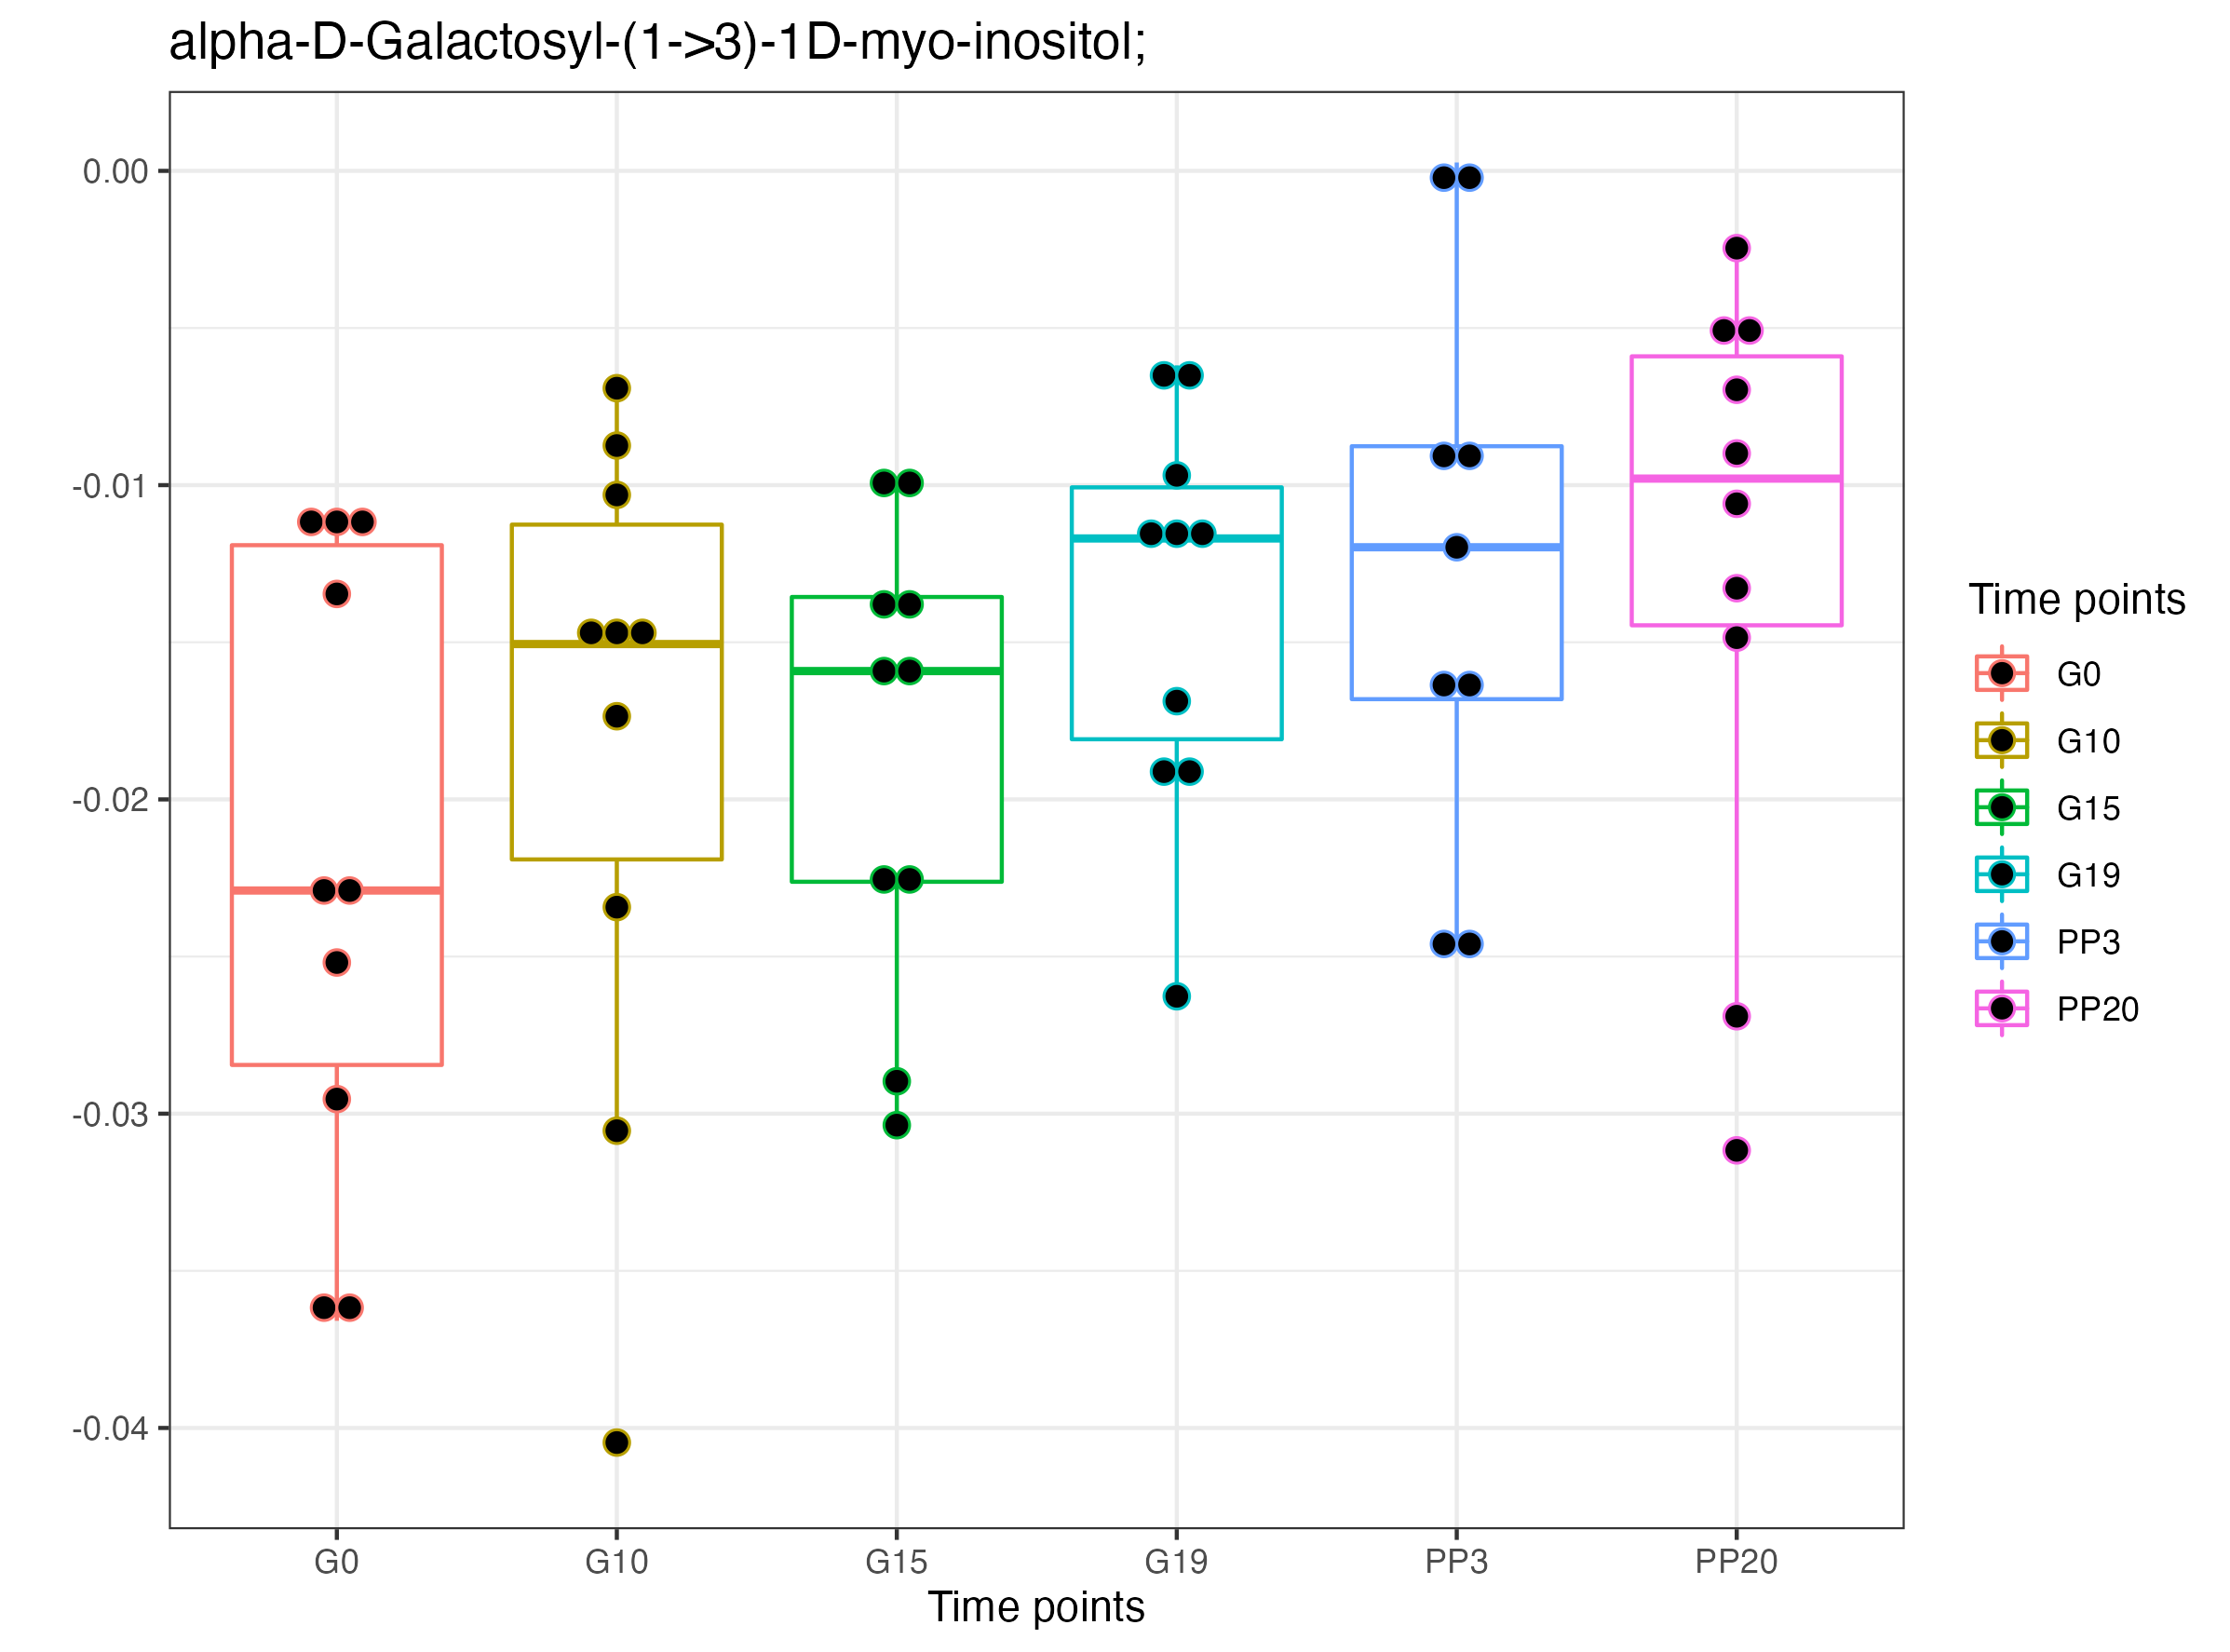 alpha-D-Galactosyl-(1->3)-1D-myo-inositol;
0.00
-0.01
-0.02
-0.03
-0.04
G0 G10 G15 G19 PP3 PP20
Time points
Time points
G0
G10
G15
G19
PP3
PP20